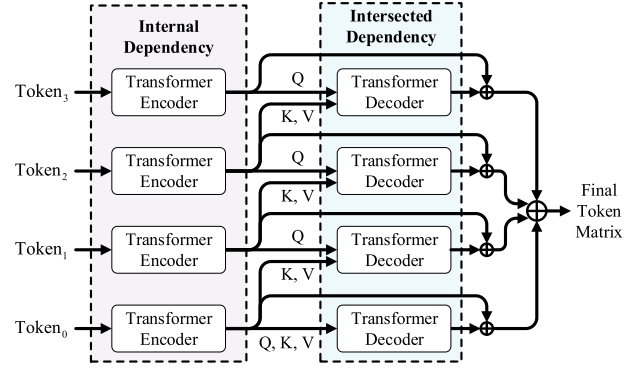 Internal
Dependency
Intersected
Dependency
Token3
Transformer
Encoder
Q
K, V
Transformer
Decoder
Token2
Transformer
Encoder
Q
K, V
Transformer
Decoder
Token1
Transformer
Encoder
Q
K, V
Transformer
Decoder
Token0
Transformer
Encoder
Q, K, V
Transformer
Decoder
Final
Token
Matrix